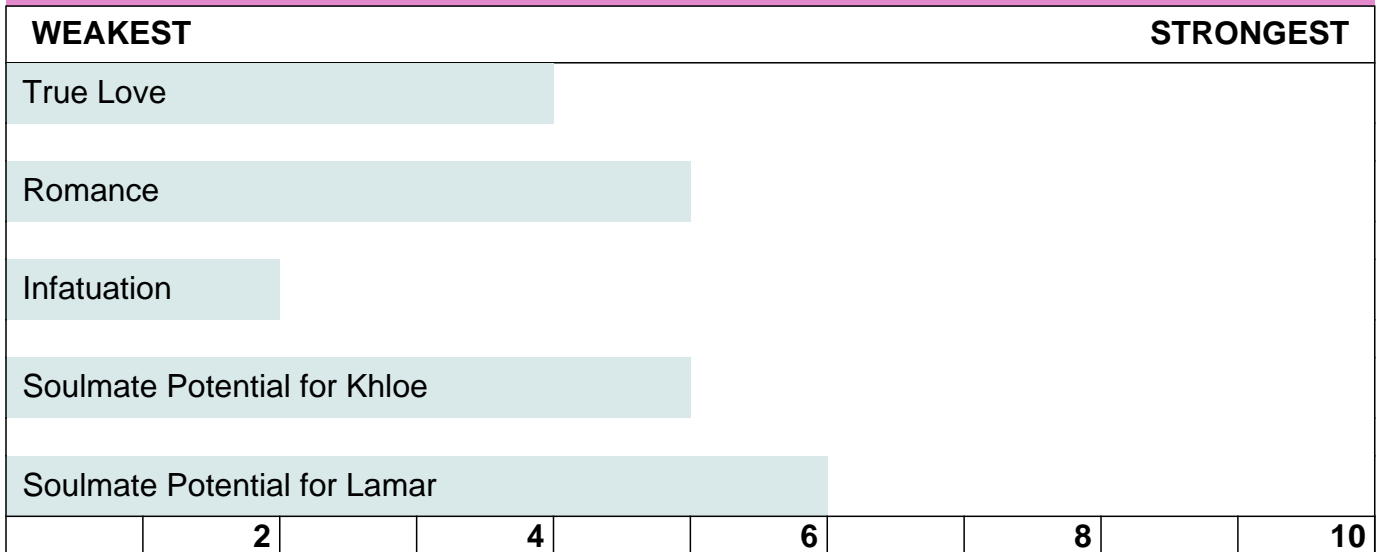 WEAKEST STRONGEST
True Love
Romance
Infatuation
Soulmate Potential for Khloe
Soulmate Potential for Lamar
2 4 6 8 10